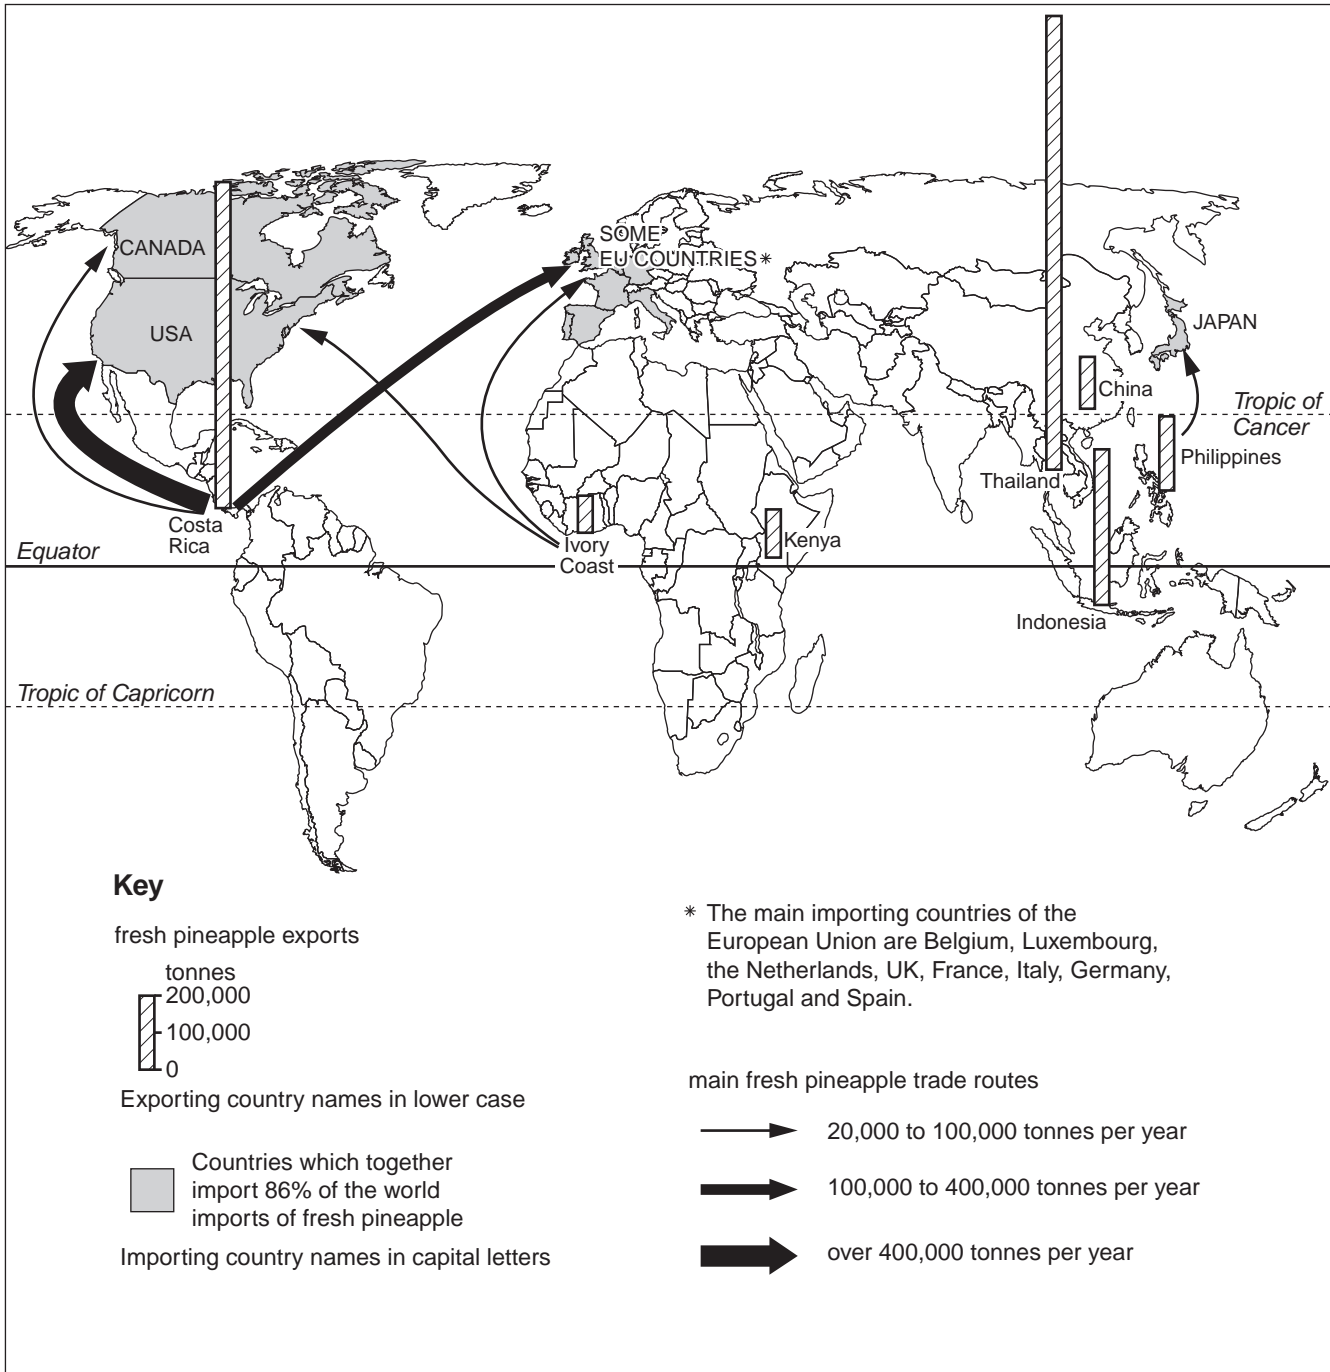 CANADA
USA
SOME
EU COUNTRIES*
JAPAN
China
Tropic of
Cancer
Philippines
Thailand
Costa
Rica
Ivory
Coast
Kenya
Equator
Indonesia
Tropic of Capricorn
Key
fresh pineapple exports
tonnes
200,000
100,000
0
Exporting country names in lower case
Countries which together
import 86% of the world
imports of fresh pineapple
Importing country names in capital letters
* The main importing countries of the
European Union are Belgium, Luxembourg,
the Netherlands, UK, France, Italy, Germany,
Portugal and Spain.
main fresh pineapple trade routes
20,000 to 100,000 tonnes per year
100,000 to 400,000 tonnes per year
over 400,000 tonnes per year